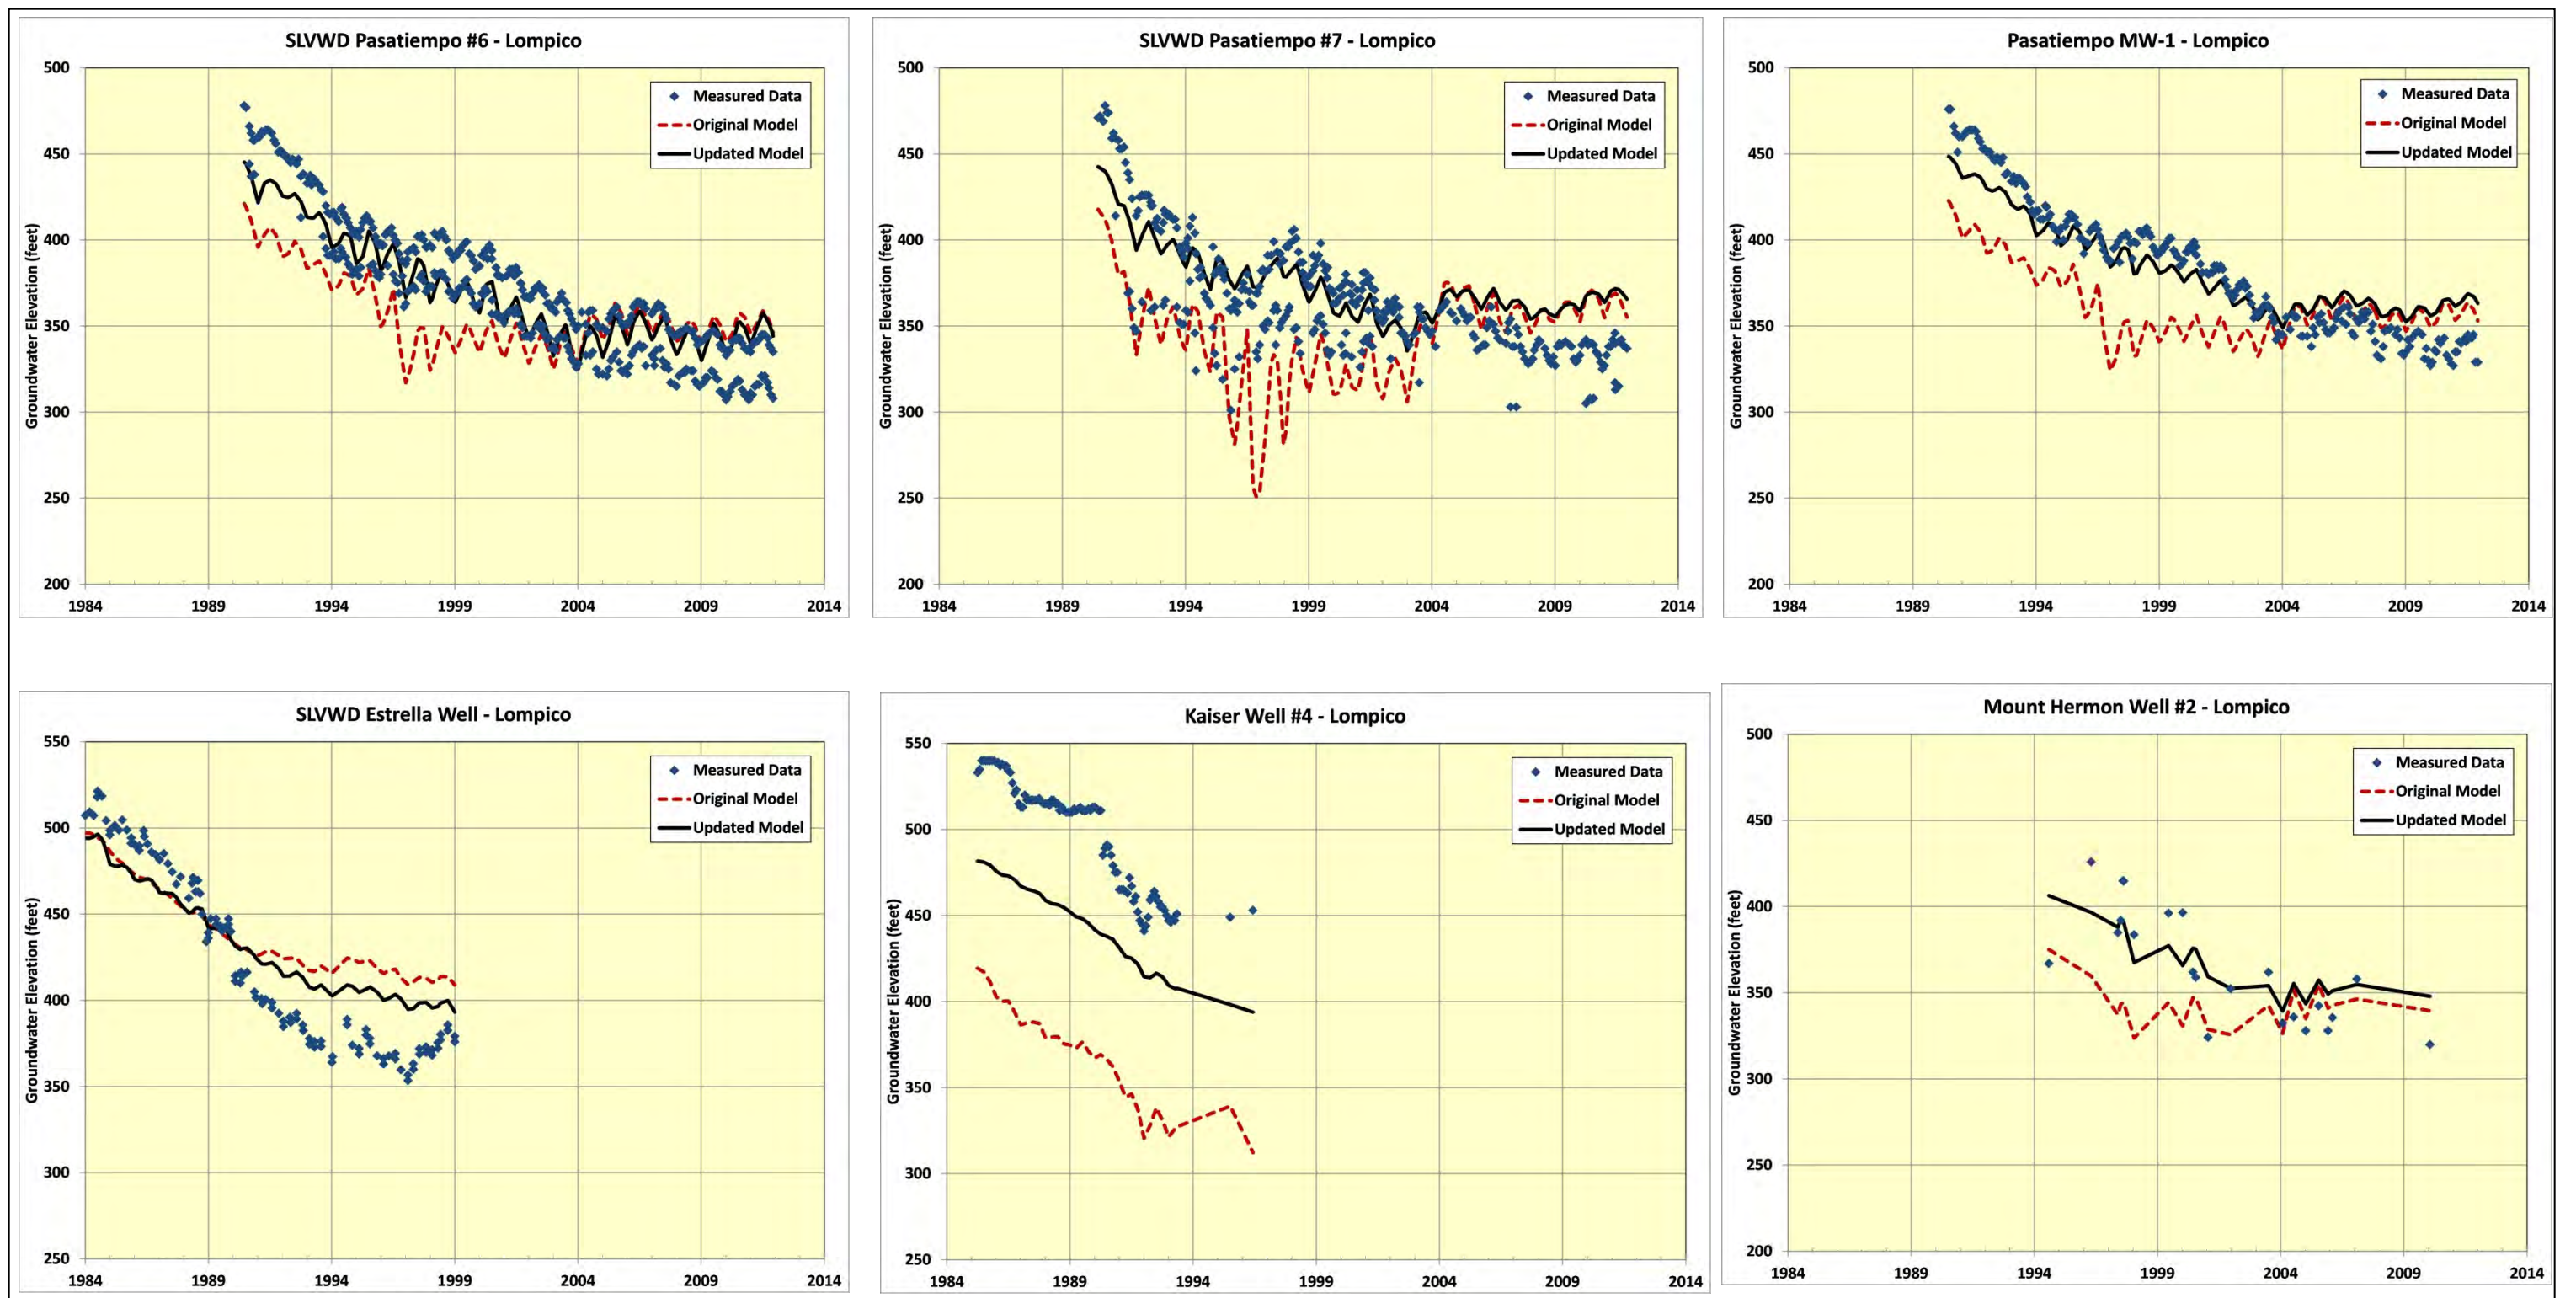 SLVWD Pasatiempo #6 - Lompico
Groundwater Elevation (feet)
500
450
400
350
300
250
200
1984 1989 1994 1999 2004 2009 2014
Measured Data
Original Model
Updated Model
SLVWD Pasatiempo #7 - Lompico
Groundwater Elevation (feet)
500
450
400
350
300
250
200
1984 1989 1994 1999 2004 2009 2014
Measured Data
Original Model
Updated Model
Pasatiempo MW-1 - Lompico
Groundwater Elevation (feet)
500
450
400
350
300
250
200
1984 1989 1994 1999 2004 2009 2014
Measured Data
Original Model
Updated Model
SLVWD Estrella Well - Lompico
Groundwater Elevation (feet)
550
500
450
400
350
300
250
1984 1989 1994 1999 2004 2009 2014
Measured Data
Original Model
Updated Model
Kaiser Well #4 - Lompico
Groundwater Elevation (feet)
550
500
450
400
350
300
250
1984 1989 1994 1999 2004 2009 2014
Measured Data
Original Model
Updated Model
Mount Hermon Well #2 - Lompico
Groundwater Elevation (feet)
500
450
400
350
300
250
200
1984 1989 1994 1999 2004 2009 2014
Measured Data
Original Model
Updated Model